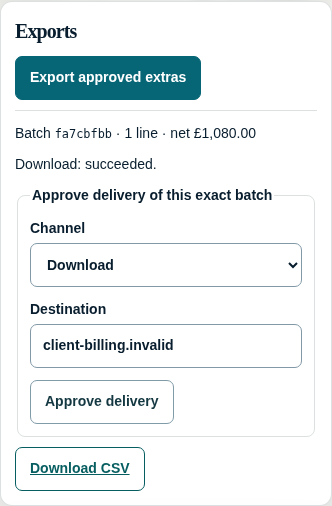 Exports
Export approved extras
Batch fa7cbfbb · 1 line · net £1,080.00
Download: succeeded.
Approve delivery of this exact batch
Channel
Download
Destination
client-billing.invalid
Approve delivery
Download CSV